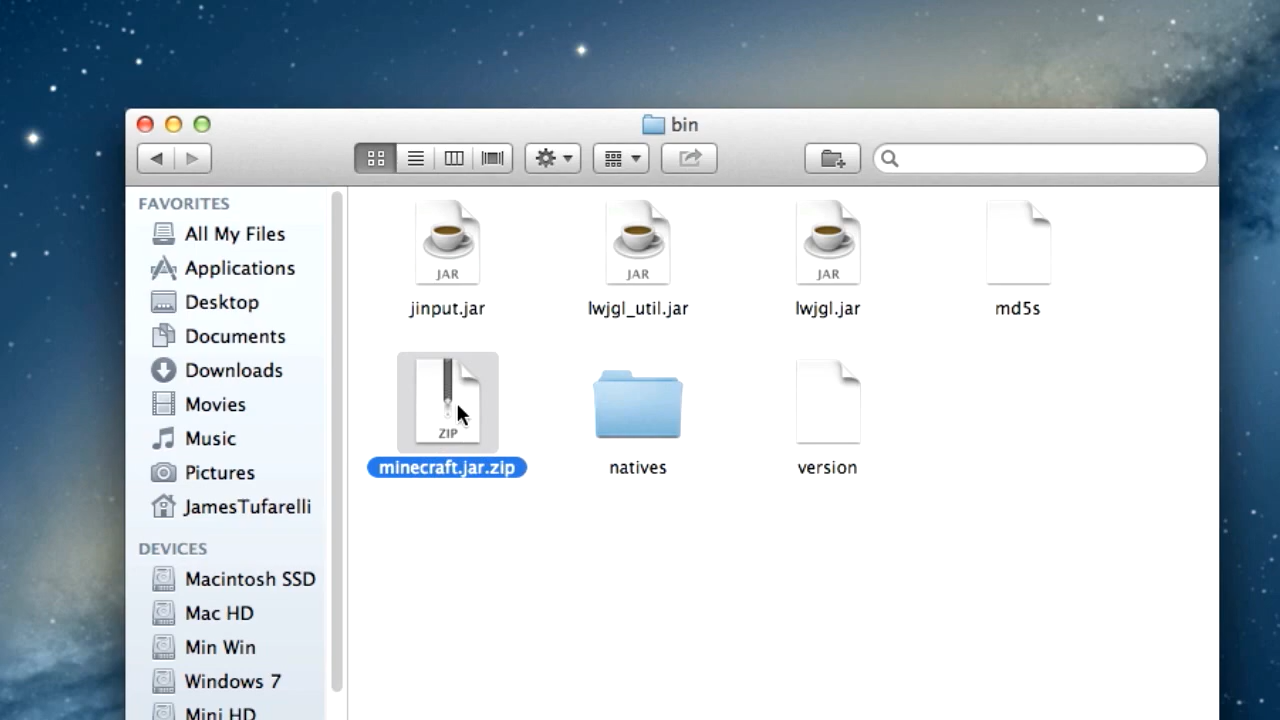 bin
FAVORITES
All My Files
Applications
Desktop
Documents
Downloads
Movies
Music
Pictures
JamesTufarelli
DEVICES
Macintosh SSD
Mac HD
Min Win
Windows 7
Mini HD
JAR JAR JAR
jinput.jar lwjgl_util.jar lwjgl.jar md5s
ZIP
minecraft.jar.zip natives version